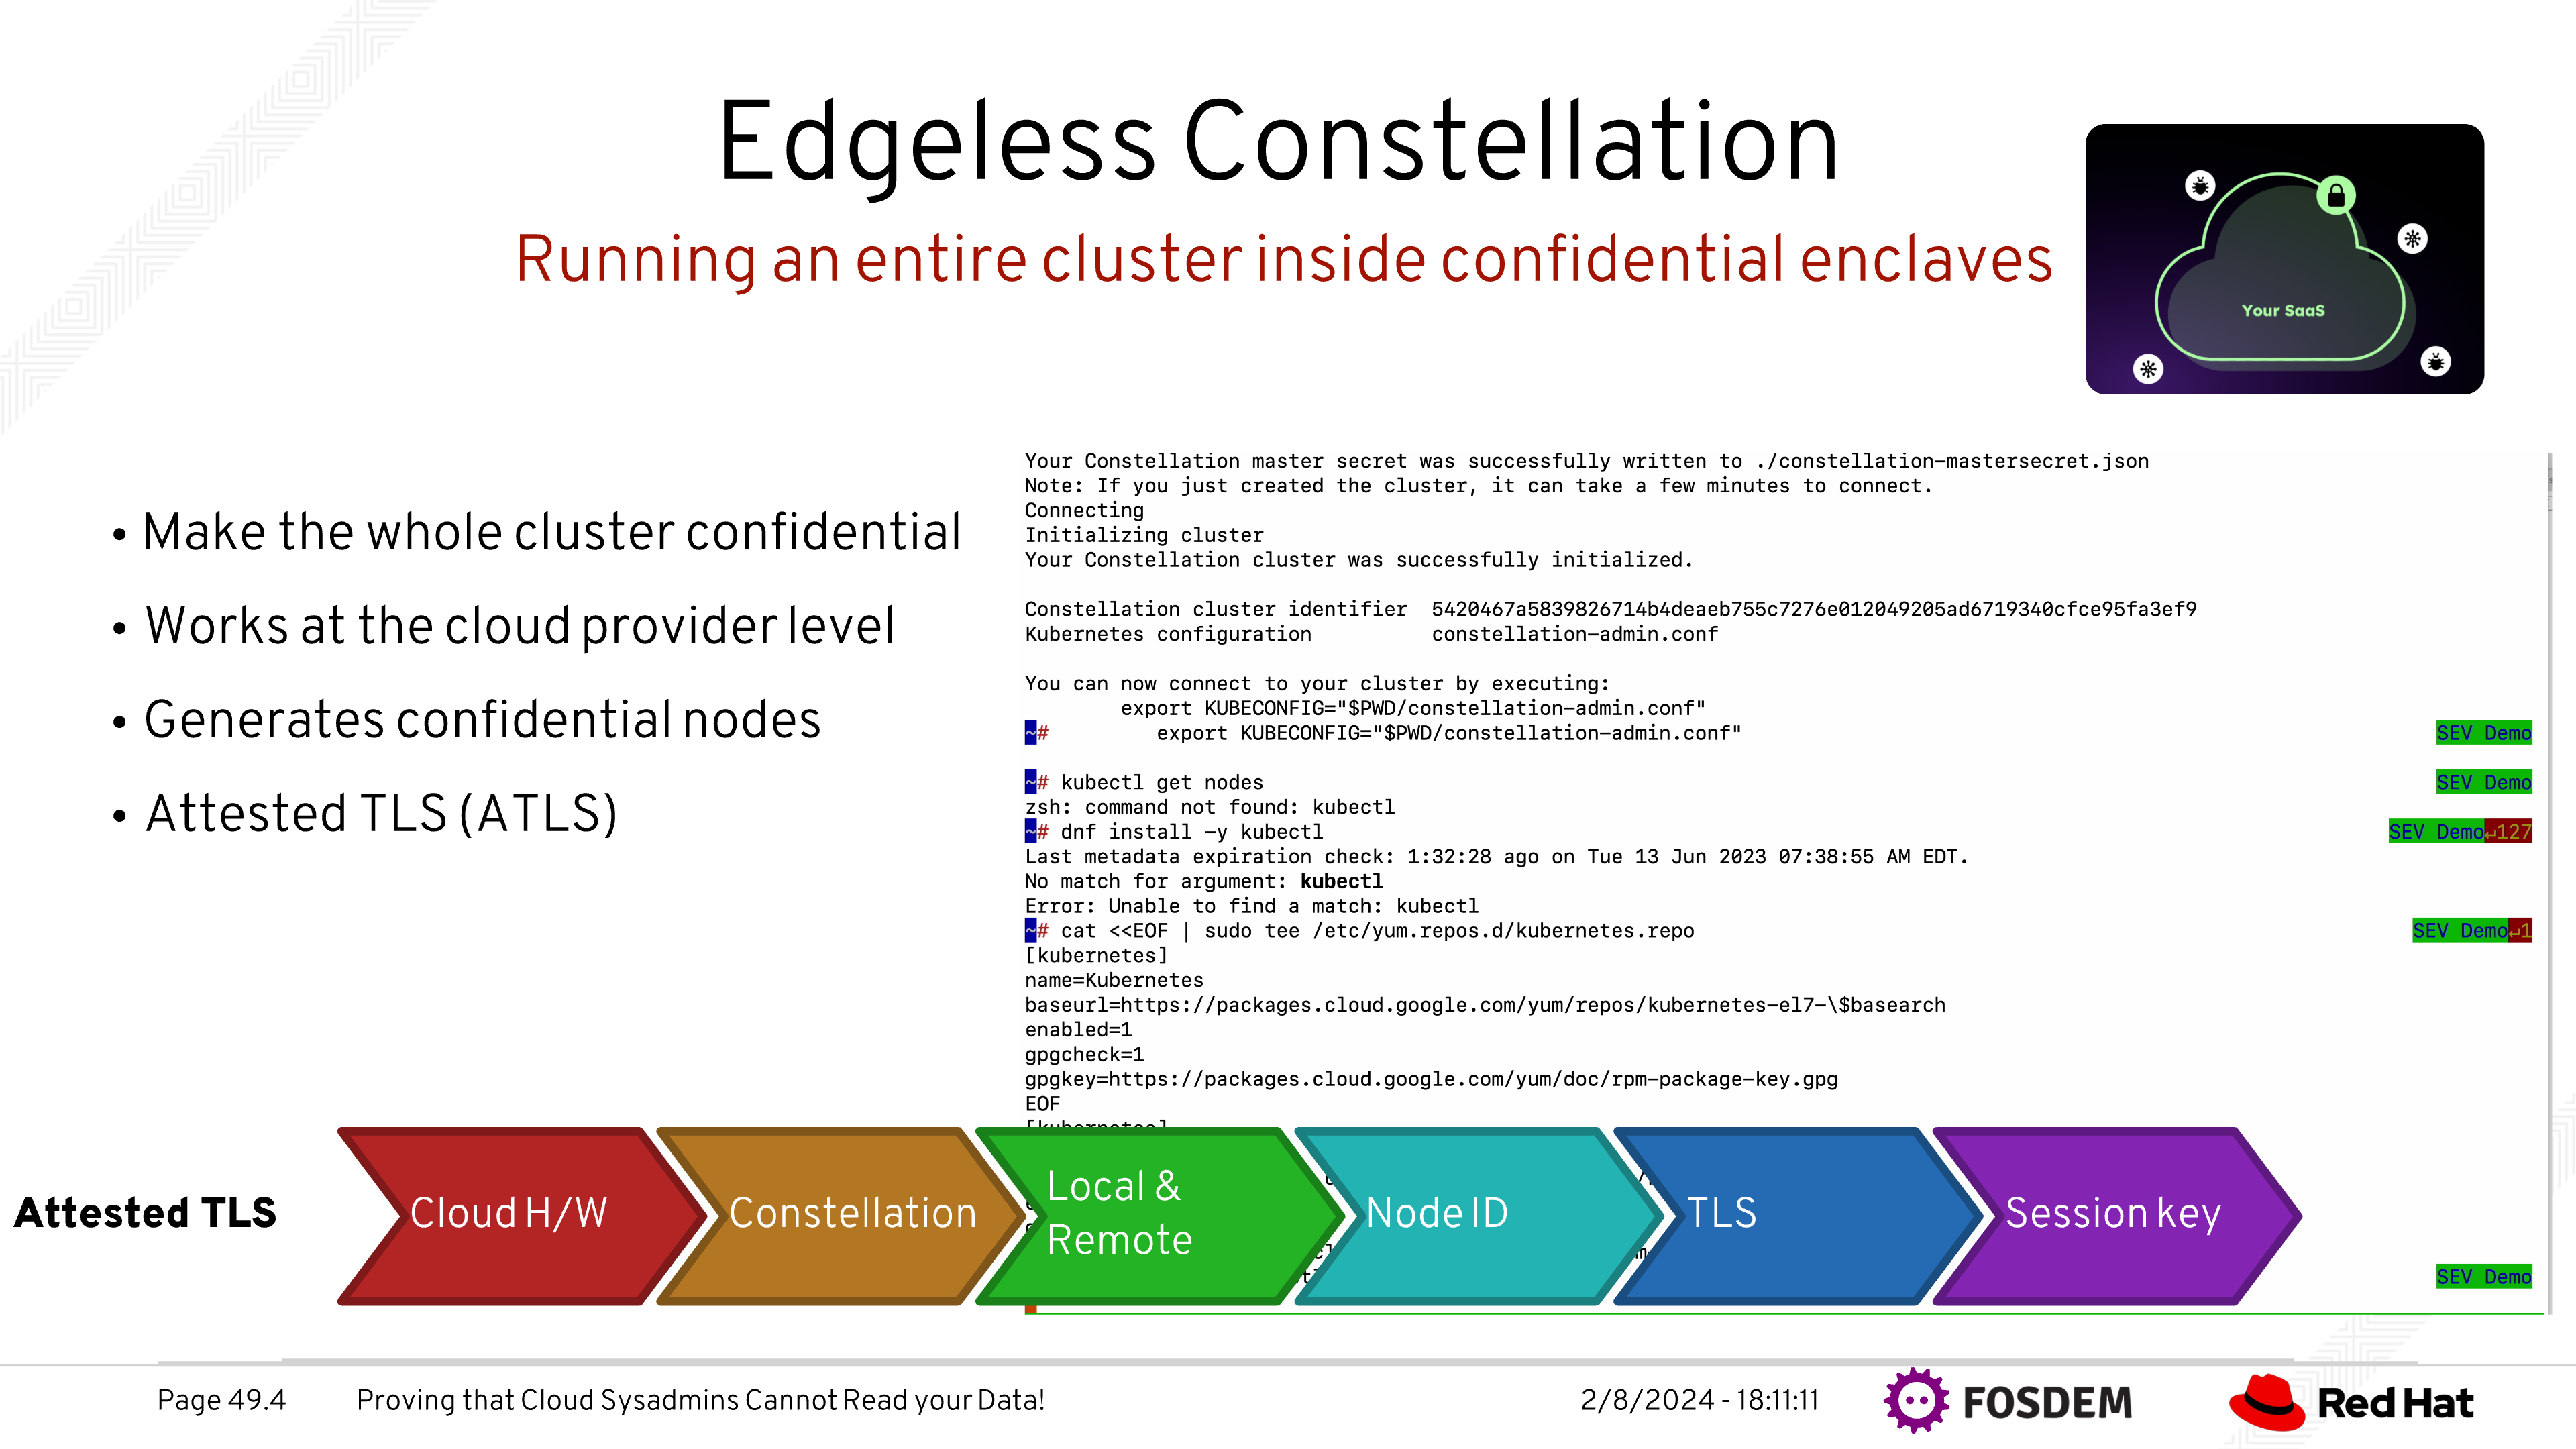 Edgeless Constellation
Running an entire cluster inside confidential enclaves
Your SaaS
• Make the whole cluster confidential
• Works at the cloud provider level
• Generates confidential nodes
• Attested TLS (ATLS)
Your Constellation master secret was successfully written to ./constellation-mastersecret.json
Note: If you just created the cluster, it can take a few minutes to connect.
Connecting
Initializing cluster
Your Constellation cluster was successfully initialized.
Constellation cluster identifier 5420467a5839826714b4deaeb755c7276e012049205ad6719340cfce95fa3ef9
Kubernetes configuration constellation-admin.conf
You can now connect to your cluster by executing:
export KUBECONFIG="$PWD/constellation-admin.conf"
~# export KUBECONFIG="$PWD/constellation-admin.conf" SEV Demo
~# kubectl get nodes SEV Demo
zsh: command not found: kubectl
~# dnf install -y kubectl SEV Demo↵127
Last metadata expiration check: 1:32:28 ago on Tue 13 Jun 2023 07:38:55 AM EDT.
No match for argument: kubectl
Error: Unable to find a match: kubectl
~# cat <<EOF | sudo tee /etc/yum.repos.d/kubernetes.repo SEV Demo↵1
[kubernetes]
name=Kubernetes
baseurl=https://packages.cloud.google.com/yum/repos/kubernetes-el7-\$basearch
enabled=1
gpgcheck=1
gpgkey=https://packages.cloud.google.com/yum/doc/rpm-package-key.gpg
EOF
[kubernetes]
SEV Demo
Attested TLS
Cloud H/W
Constellation
Local &
Remote
Node ID
TLS
Session key
Page 49.4
Proving that Cloud Sysadmins Cannot Read your Data!
2/8/2024 - 18:11:11
FOSDEM
Red Hat